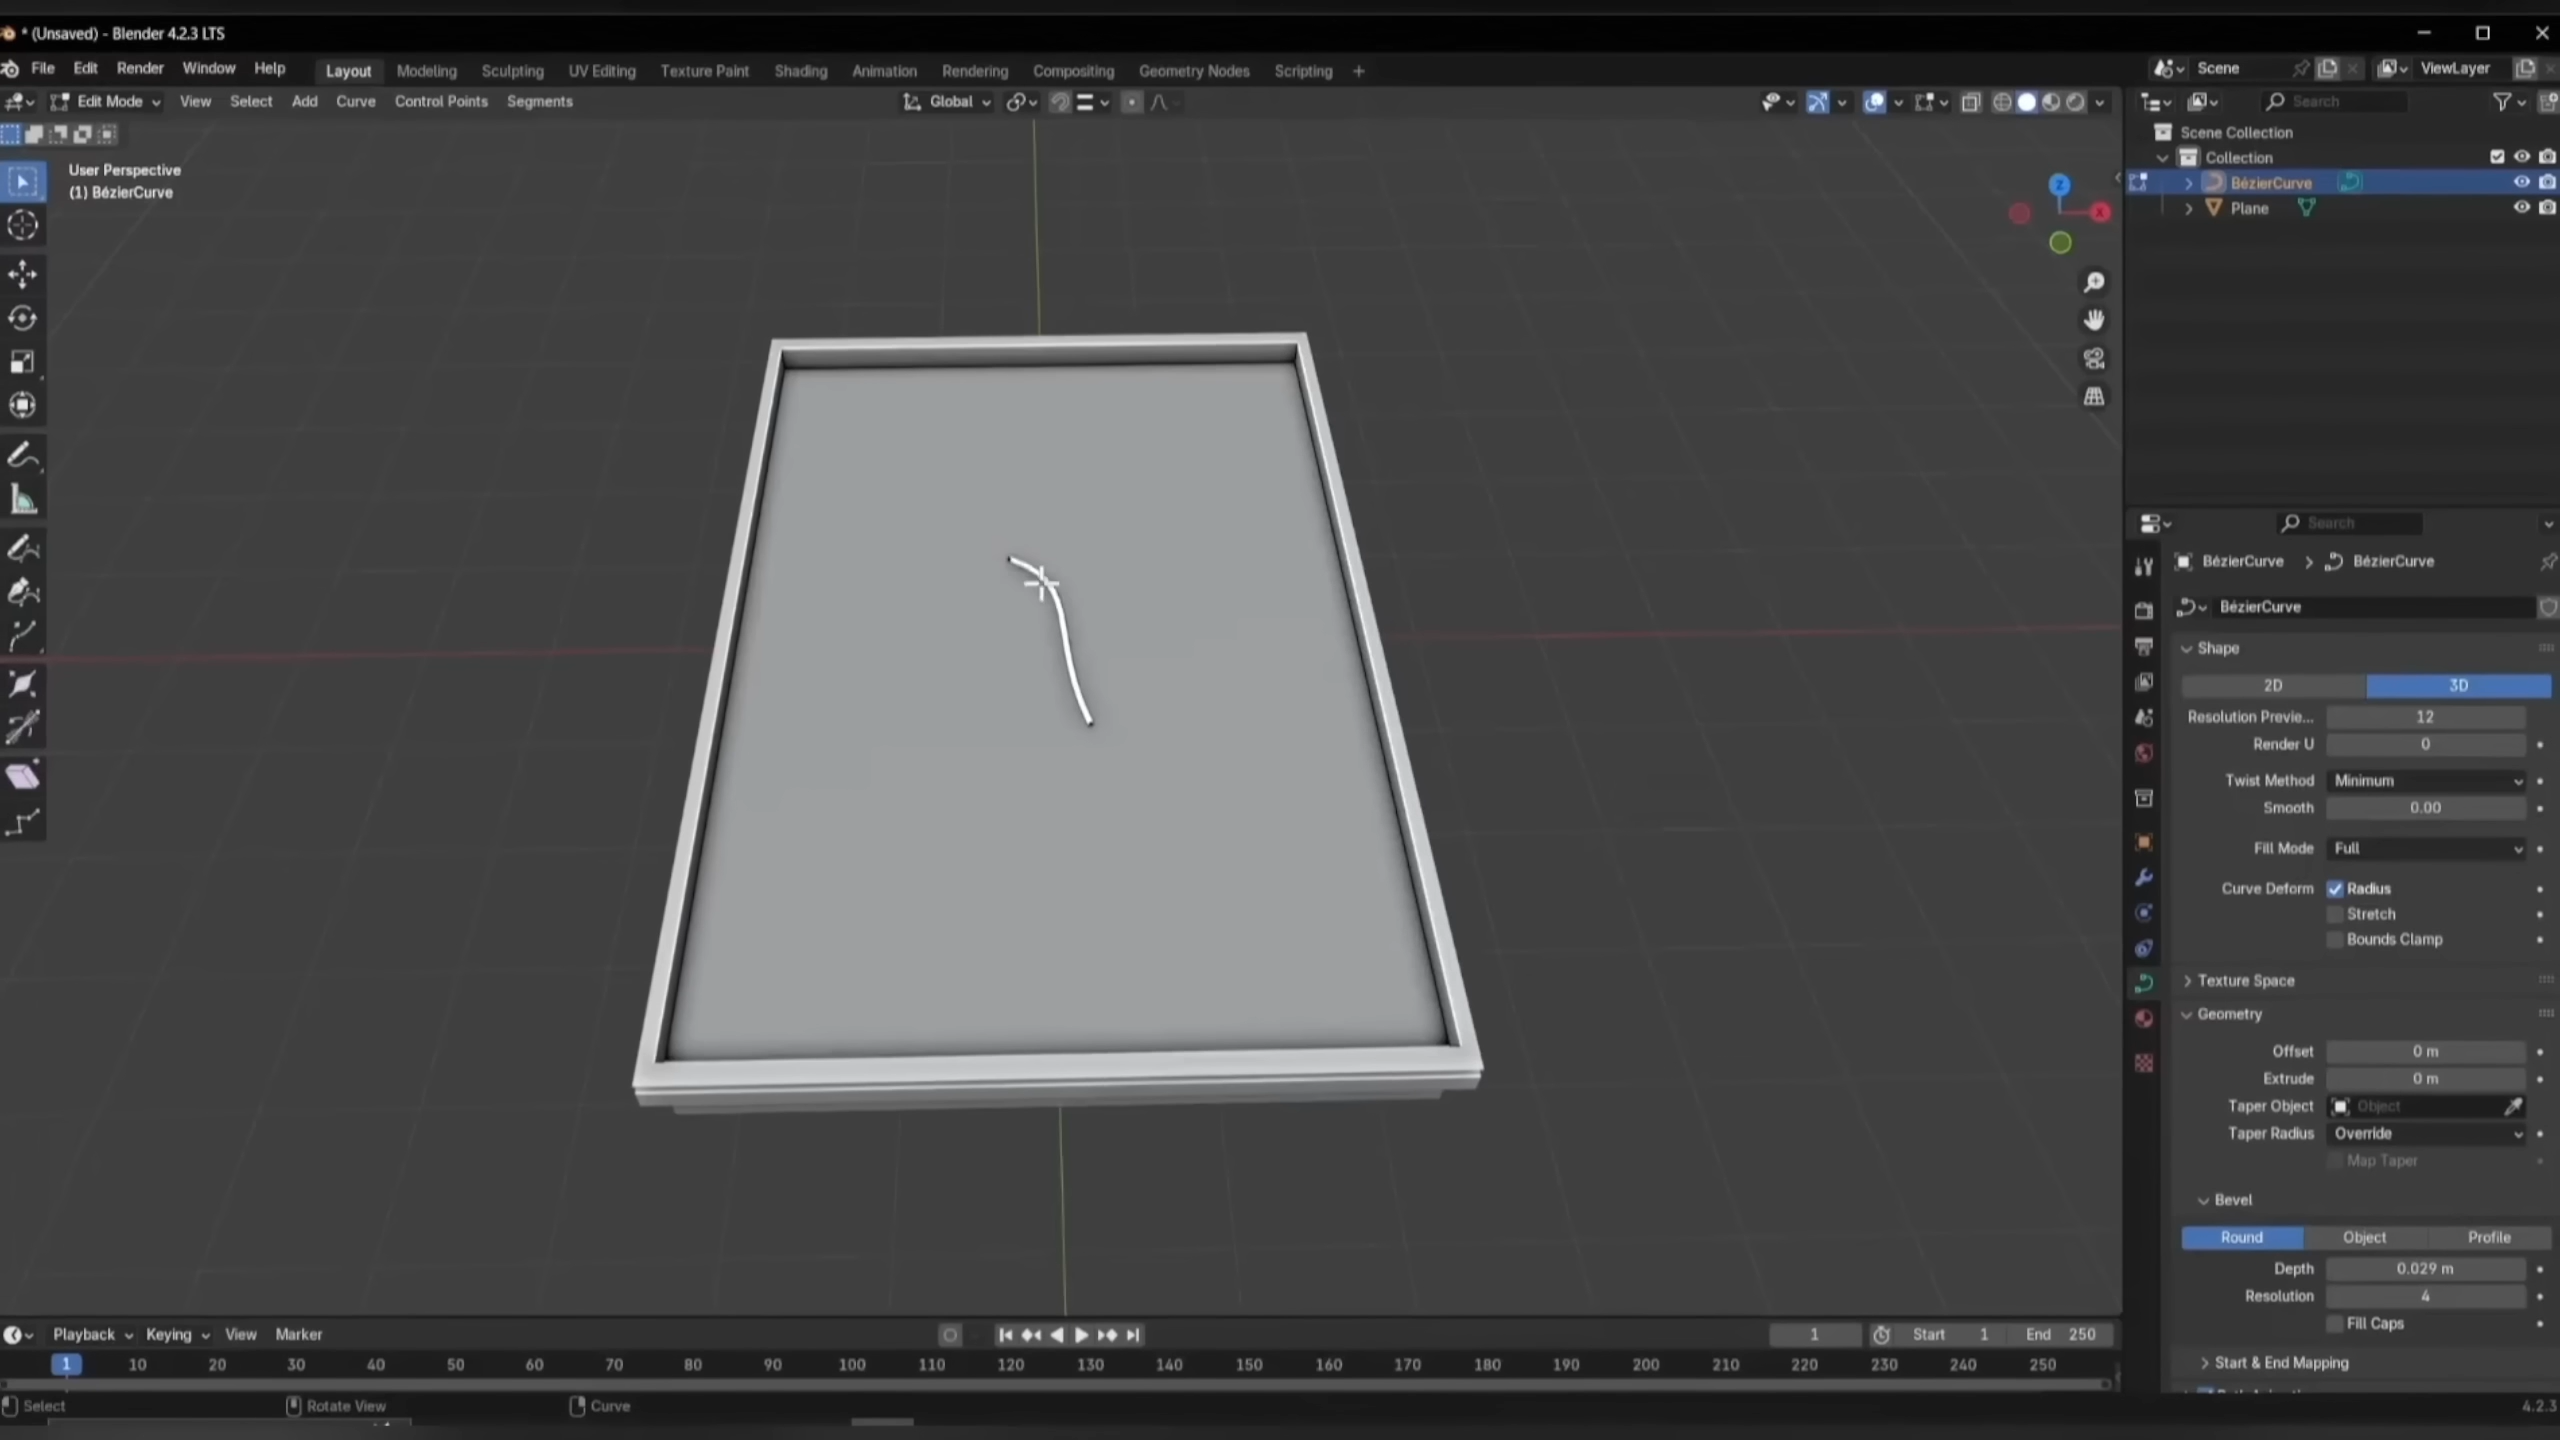 * (Unsaved) - Blender 4.2.3 LTS
File Edit Render Window Help Layout Modeling Sculpting UV Editing Texture Paint Shading Animation Rendering Compositing Geometry Nodes Scripting + Scene ViewLayer
Edit Mode View Select Add Curve Control Points Segments Global Search
User Perspective
(1) BézierCurve
Z
X
Scene Collection
Collection
BézierCurve
Plane
Search
BézierCurve > BézierCurve
BézierCurve
Shape
2D 3D
Resolution Previe... 12
Render U 0
Twist Method Minimum
Smooth 0.00
Fill Mode Full
Curve Deform Radius
Stretch
Bounds Clamp
Texture Space
Geometry
Offset 0 m
Extrude 0 m
Taper Object Object
Taper Radius Override
Map Taper
Bevel
Round Object Profile
Depth 0.029 m
Resolution 4
Fill Caps
Start & End Mapping
Playback Keying View Marker 1 Start 1 End 250
1 10 20 30 40 50 60 70 80 90 100 110 120 130 140 150 160 170 180 190 200 210 220 230 240 250
Select Rotate View Curve 4.2.3